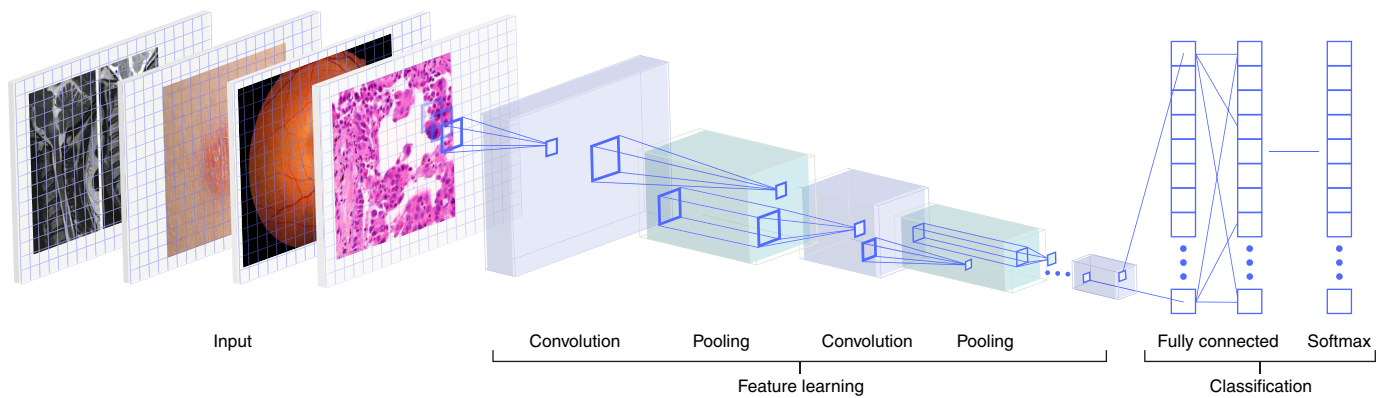 Input
Convolution
Pooling
Convolution
Pooling
Fully connected
Softmax
Feature learning
Classification